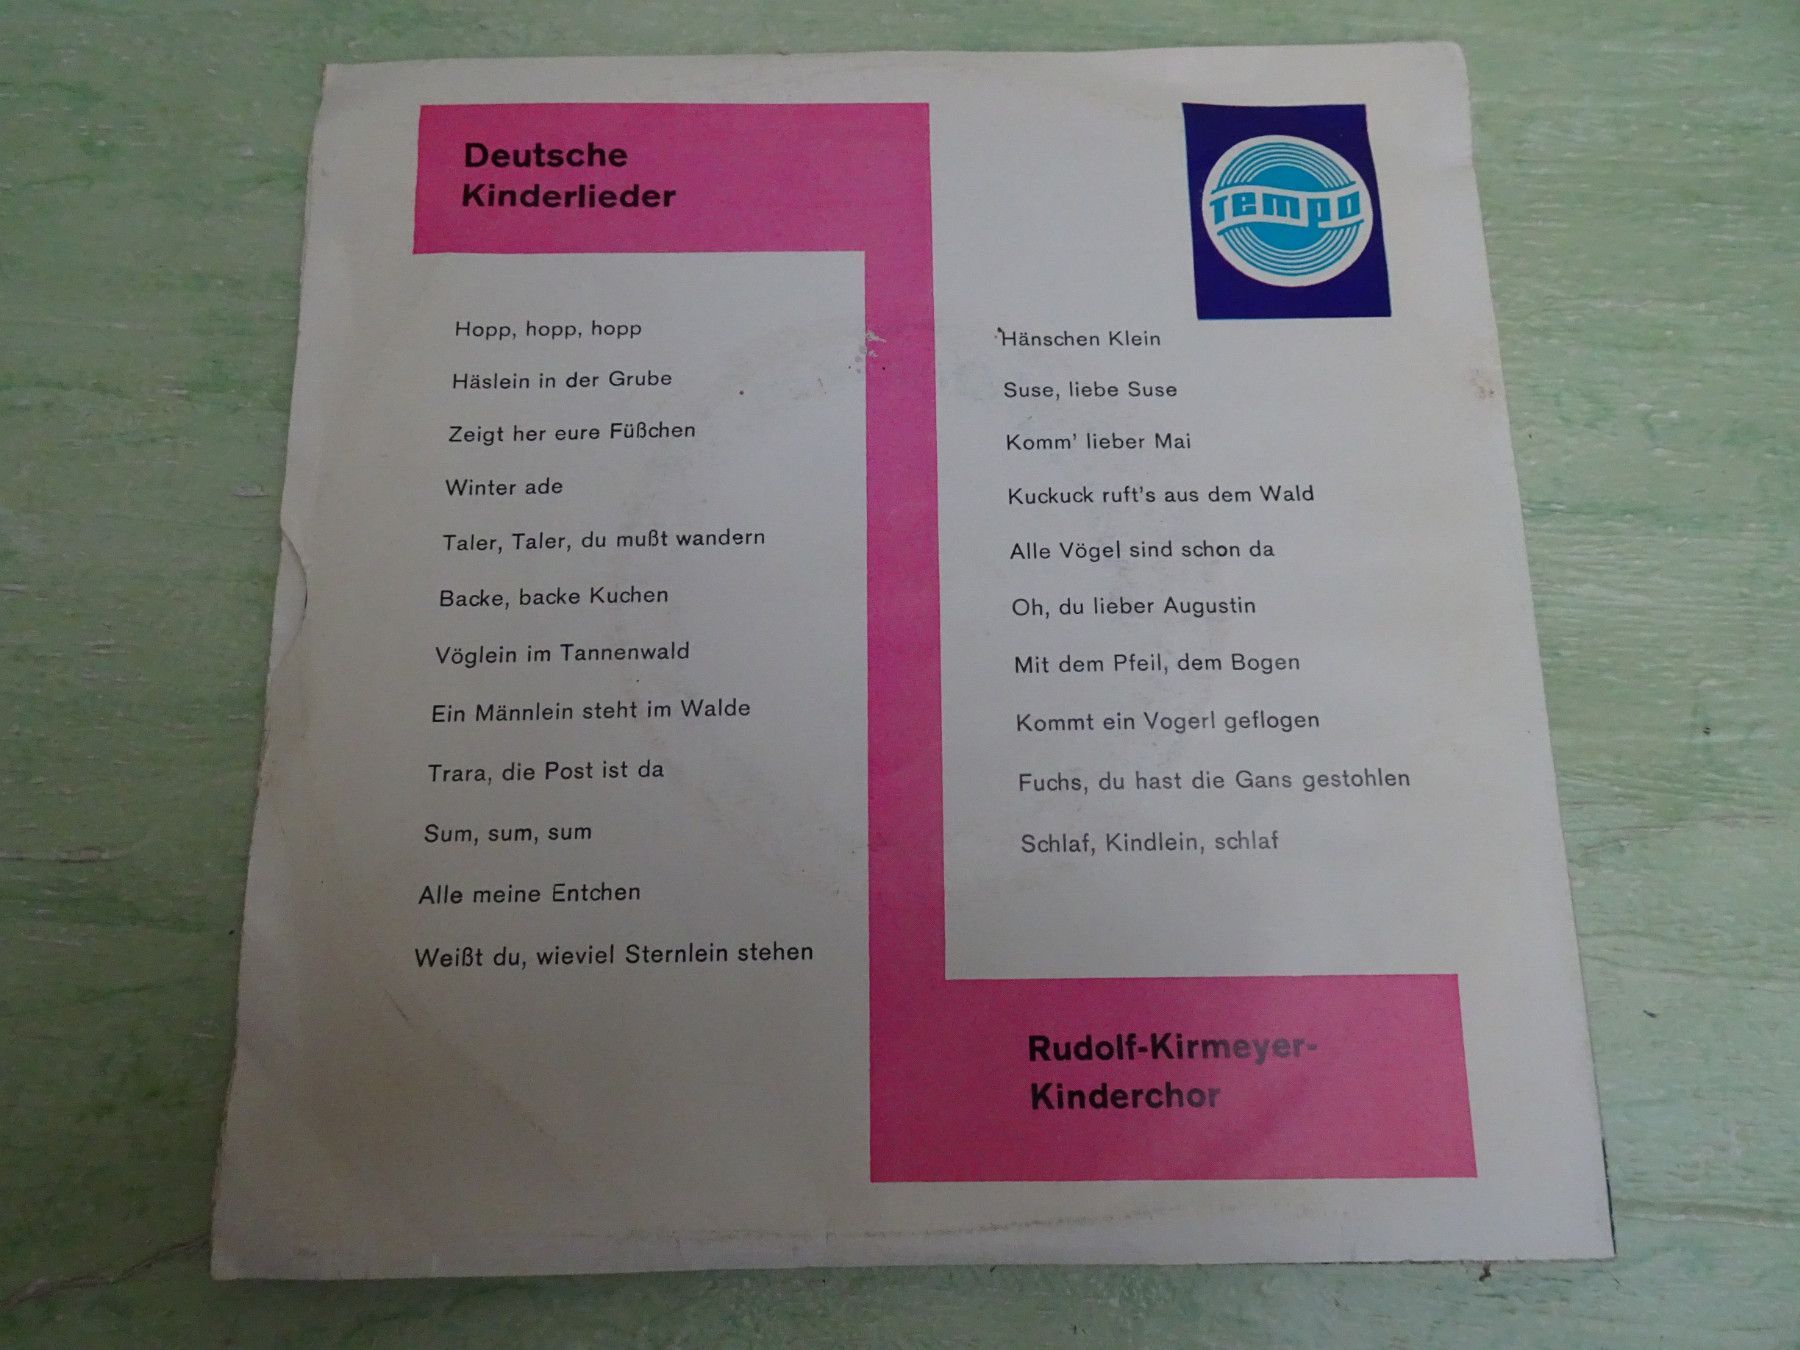 Deutsche
Kinderlieder
Tempo
Hopp, hopp, hopp
Häslein in der Grube
Zeigt her eure Füßchen
Winter ade
Taler, Taler, du mußt wandern
Backe, backe Kuchen
Vöglein im Tannenwald
Ein Männlein steht im Walde
Trara, die Post ist da
Sum, sum, sum
Alle meine Entchen
Weißt du, wieviel Sternlein stehen
Hänschen Klein
Suse, liebe Suse
Komm' lieber Mai
Kuckuck ruft's aus dem Wald
Alle Vögel sind schon da
Oh, du lieber Augustin
Mit dem Pfeil, dem Bogen
Kommt ein Vogerl geflogen
Fuchs, du hast die Gans gestohlen
Schlaf, Kindlein, schlaf
Rudolf-Kirmeyer-
Kinderchor